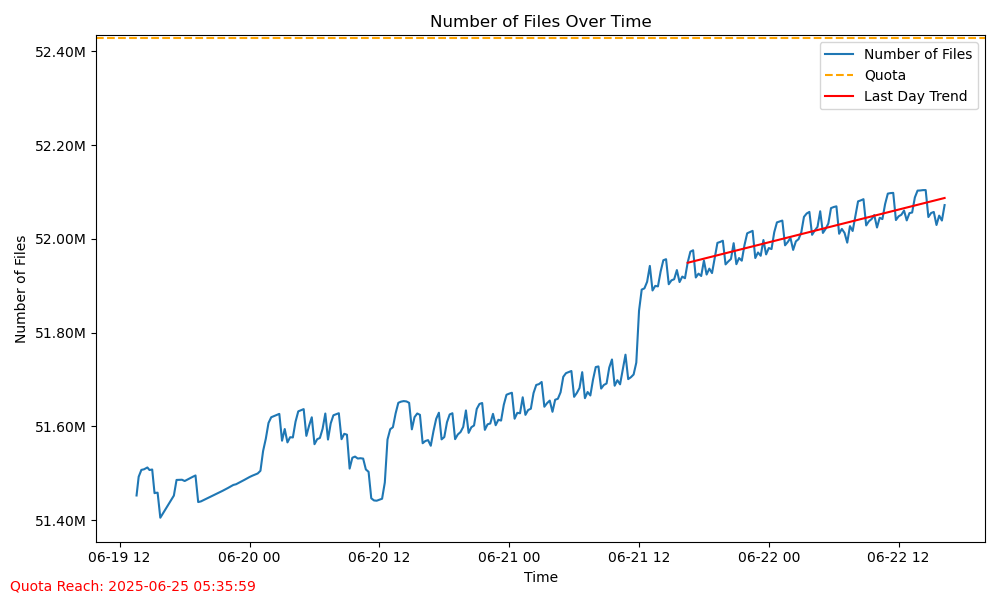 Number of Files Over Time
Number of Files
Quota
Last Day Trend
52.40M
52.20M
52.00M
51.80M
51.60M
51.40M
Number of Files
06-19 12
06-20 00
06-20 12
06-21 00
06-21 12
06-22 00
06-22 12
Time
Quota Reach: 2025-06-25 05:35:59